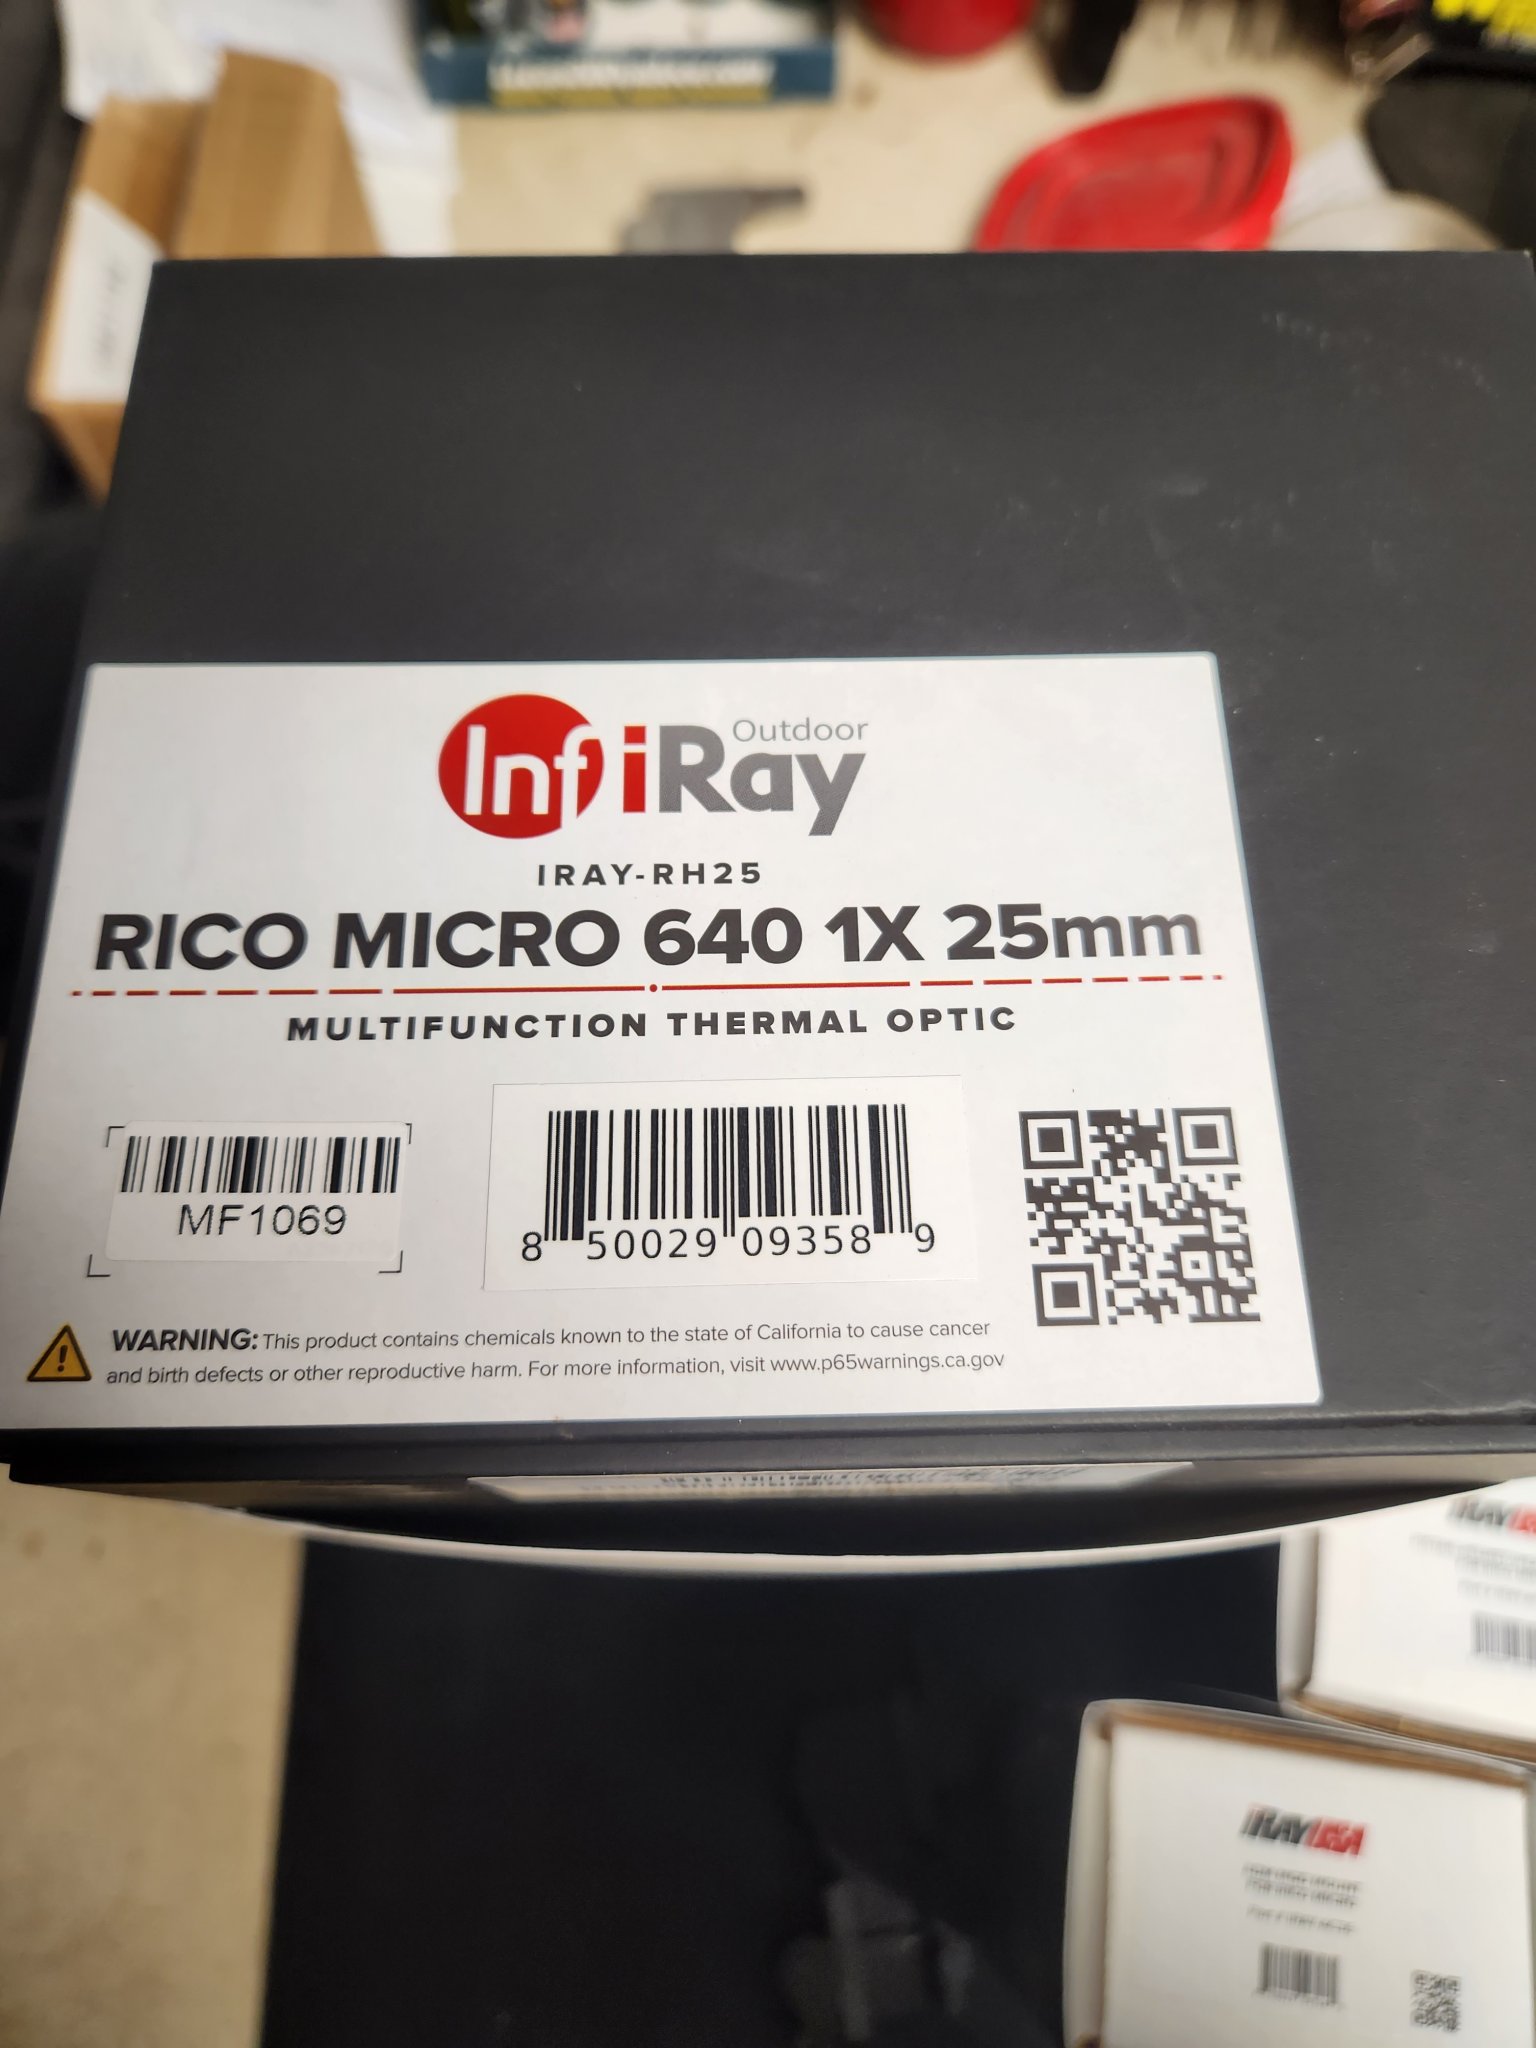 InfiRay
Outdoor
IRAY-RH25
RICO MICRO 640 1X 25mm
MULTIFUNCTION THERMAL OPTIC
MF1069
8 50029 09358 9
WARNING: This product contains chemicals known to the state of California to cause cancer
and birth defects or other reproductive harm. For more information, visit www.p65warnings.ca.gov
iRAYUSA